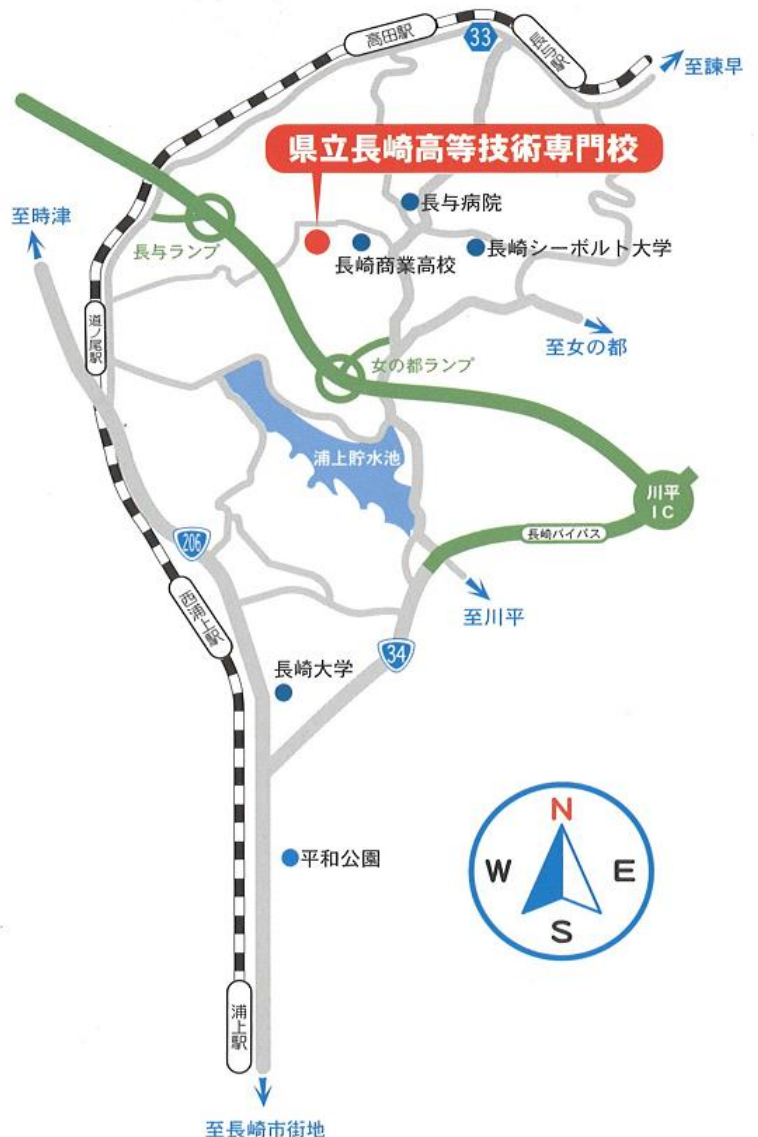 高田駅
33
長与駅
至諫早
県立長崎高等技術専門校
長与病院
至時津
長与ランプ
長崎商業高校
長崎シーボルト大学
道ノ尾駅
至女の都
女の都ランプ
浦上貯水池
川平
IC
長崎バイパス
206
西浦上駅
至川平
34
長崎大学
N
W
E
S
平和公園
浦上駅
至長崎市街地